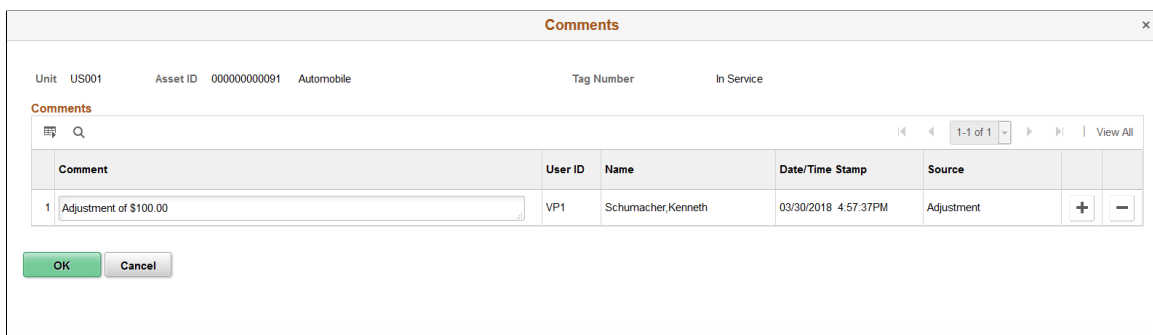 Comments
×
Unit US001 Asset ID 000000000091 Automobile Tag Number In Service
Comments
1-1 of 1 | View All
Comment User ID Name Date/Time Stamp Source
1 Adjustment of $100.00 VP1 Schumacher,Kenneth 03/30/2018 4:57:37PM Adjustment + −
OK Cancel